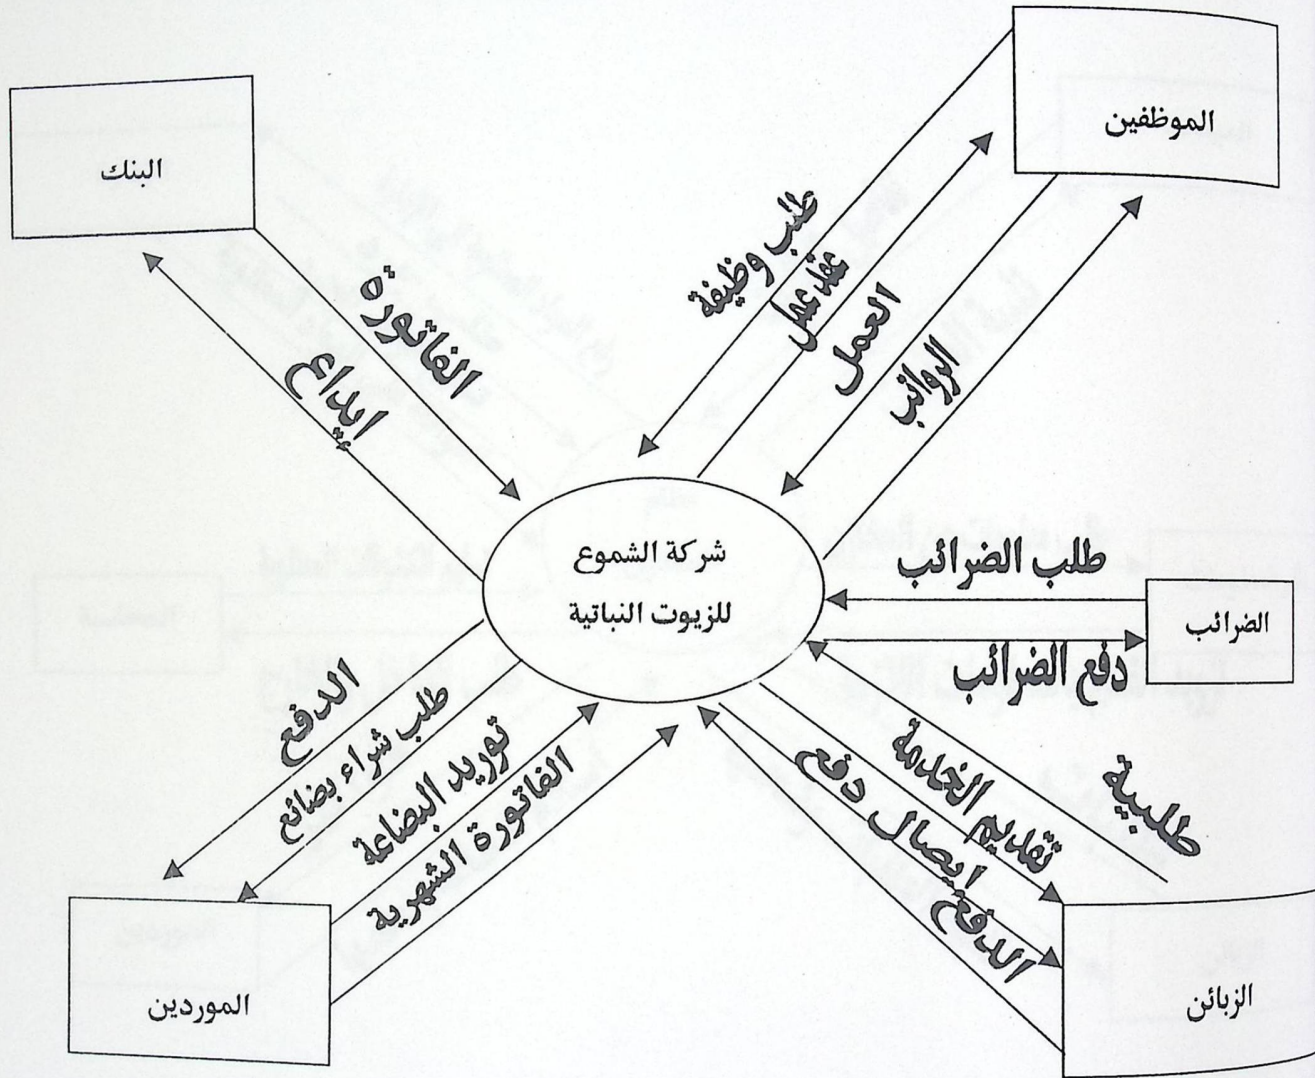 الموظفين
البنك
طلب وظيفة
عقد عمل
العمل
الرواتب
الفاتورة
إيداع
شركة الشموع
للزيوت النباتية
طلب الضرائب
الضرائب
دفع الضرائب
الدفع
طلب شراء بضائع
توريد البضاعة
الفاتورة الشهرية
طلبية
تقديم الخدمة
ايصال دفع
الدفع
الموردين
الزبائن